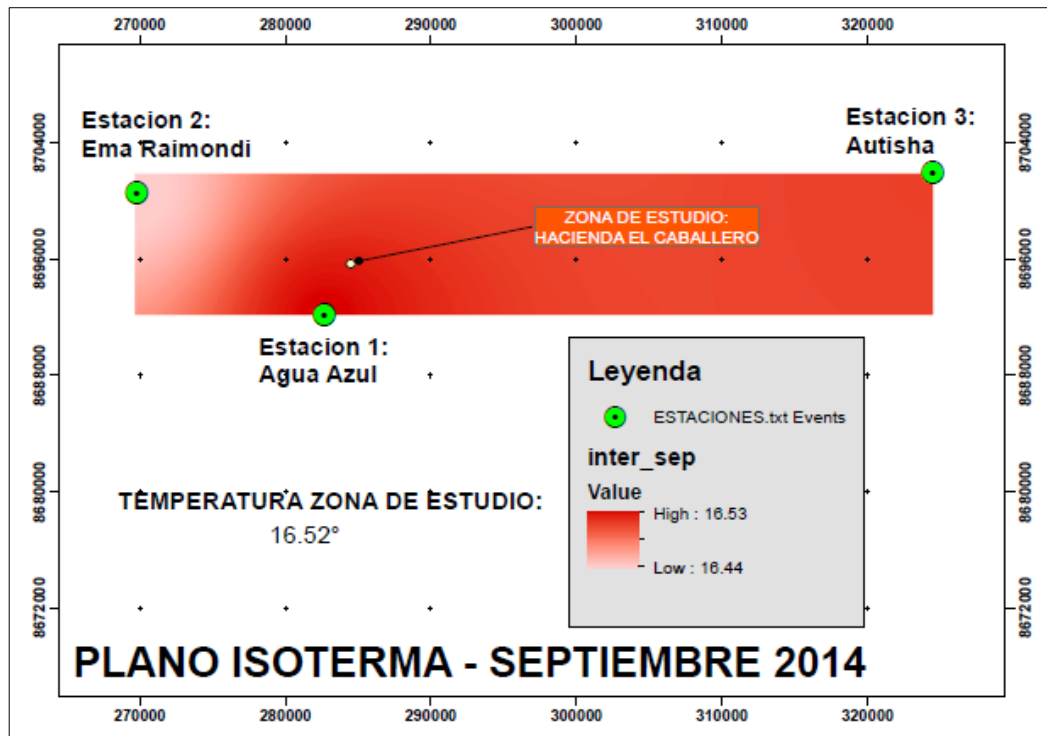 270000 280000 290000 300000 310000 320000
8704000
8696000
8688000
8680000
8672000
Estacion 2:
Ema Raimondi
Estacion 3:
Autisha
ZONA DE ESTUDIO:
HACIENDA EL CABALLERO
Estacion 1:
Agua Azul
Leyenda
ESTACIONES.txt Events
inter_sep
Value
High : 16.53
Low : 16.44
TEMPERATURA ZONA DE ESTUDIO:
16.52°
PLANO ISOTERMA - SEPTIEMBRE 2014
8704000
8696000
8688000
8680000
8672000
270000 280000 290000 300000 310000 320000